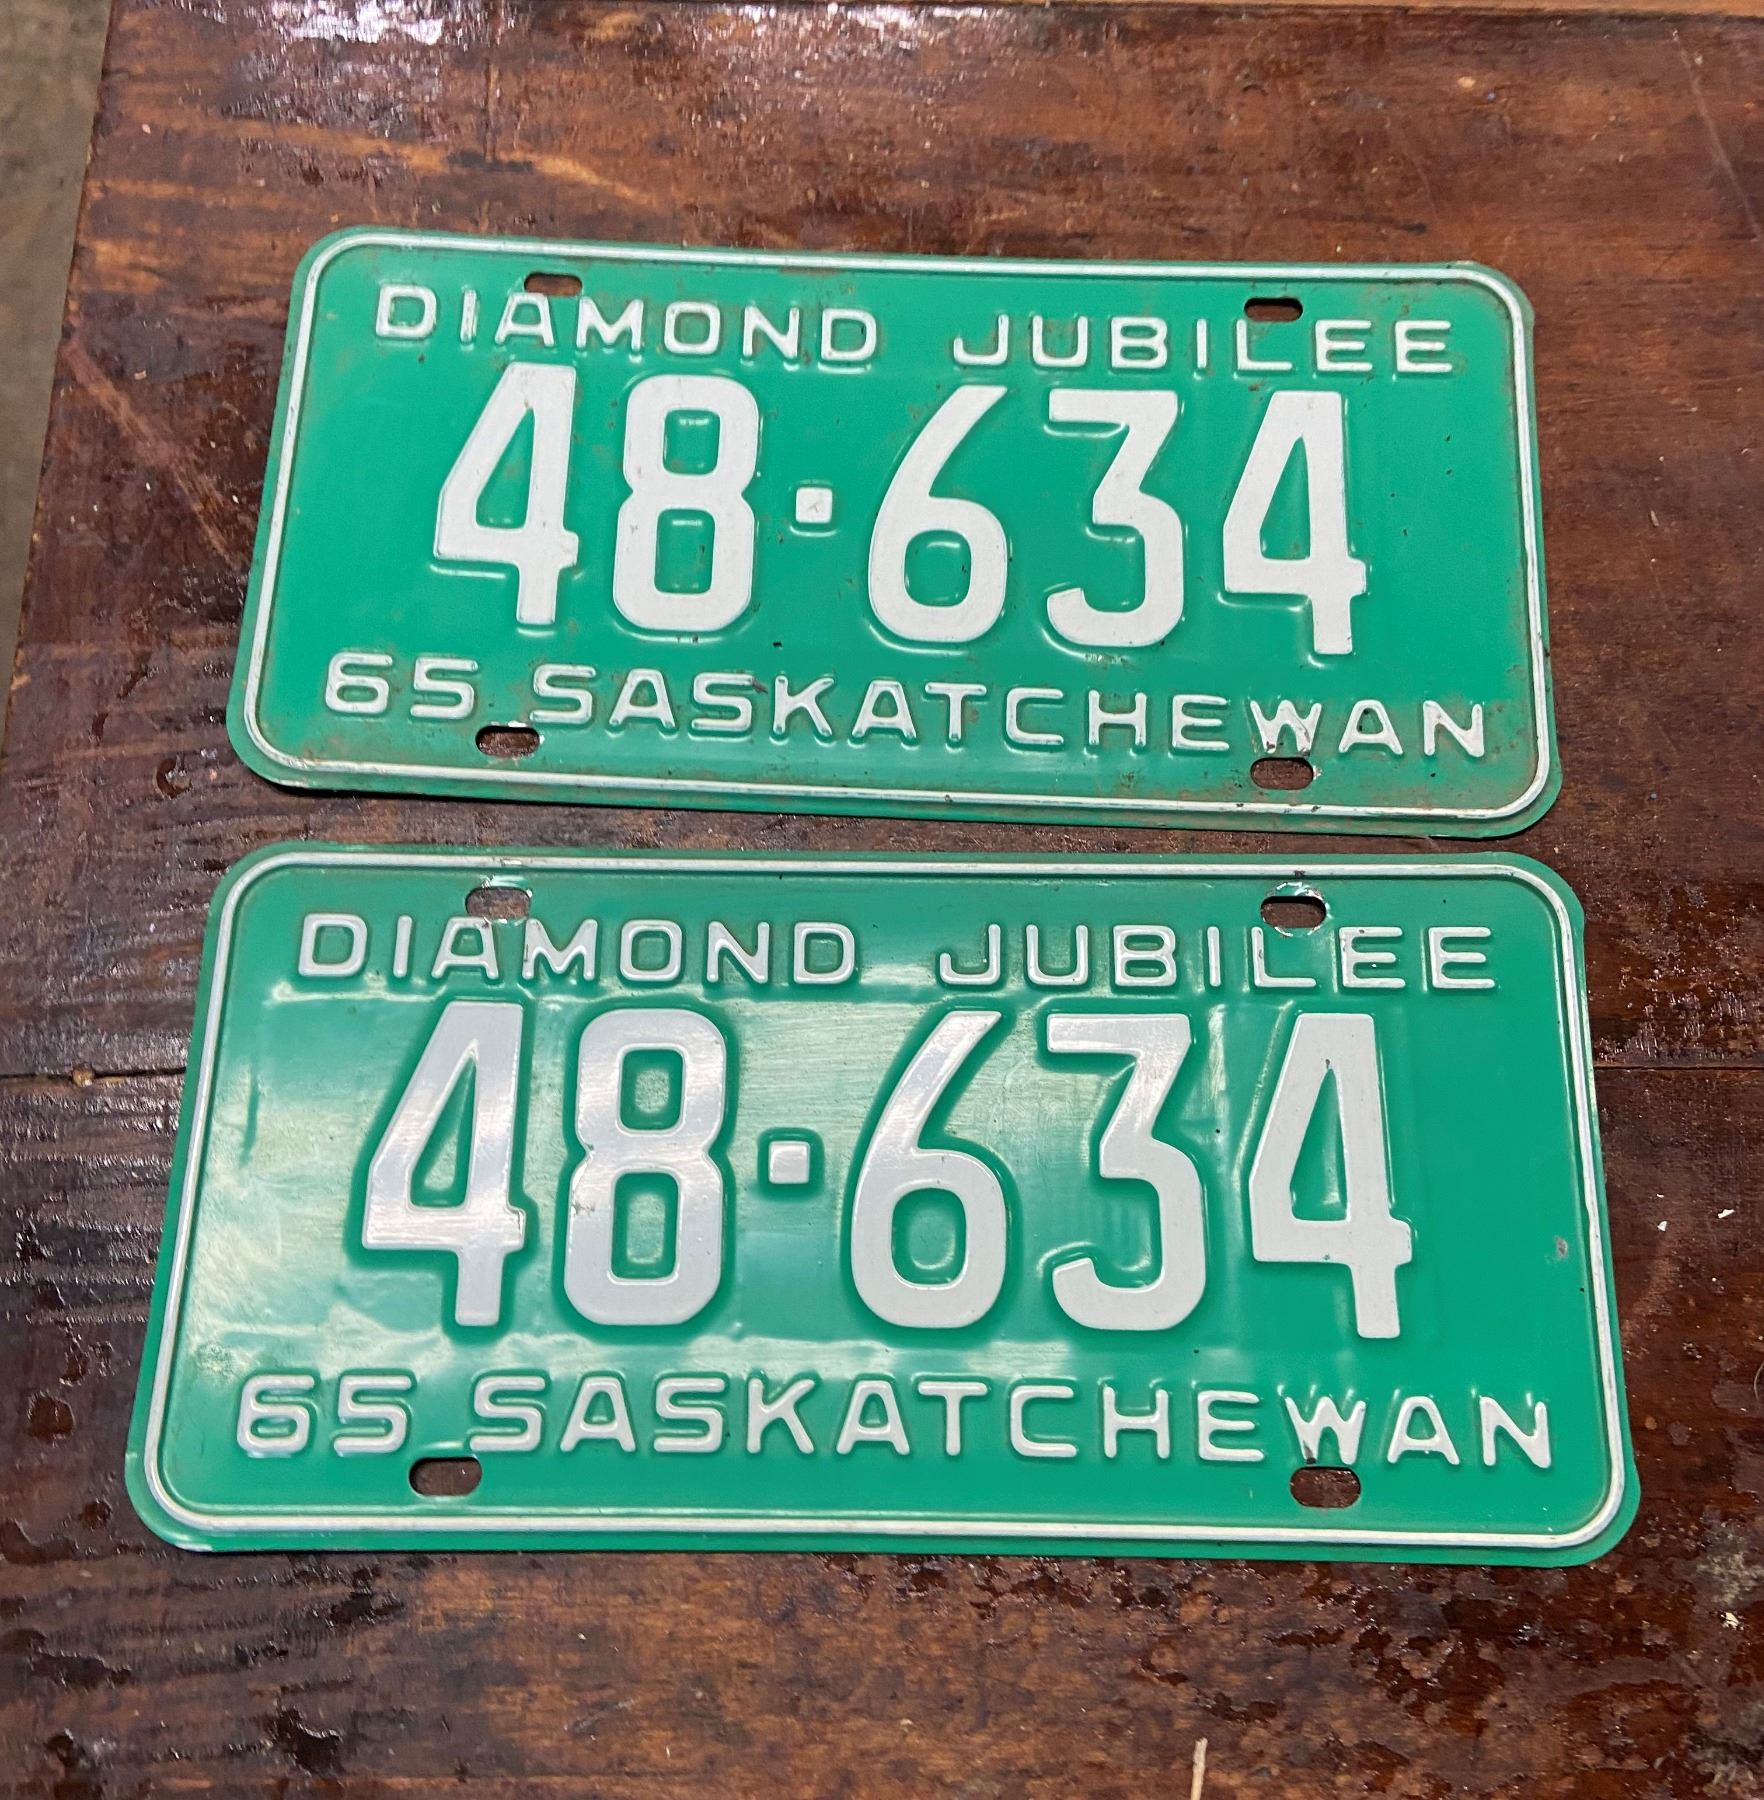 DIAMOND JUBILEE
48·634
65 SASKATCHEWAN
DIAMOND JUBILEE
48·634
65 SASKATCHEWAN